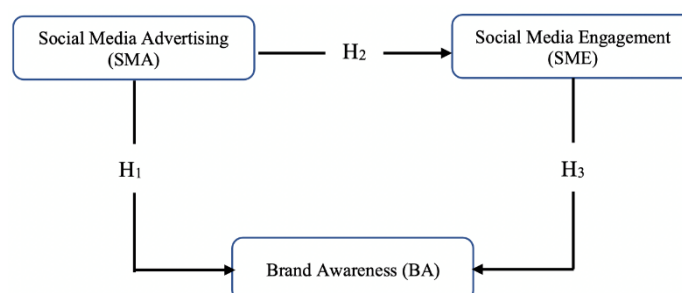 Social Media Advertising
(SMA)
H2
Social Media Engagement
(SME)
H1
H3
Brand Awareness (BA)